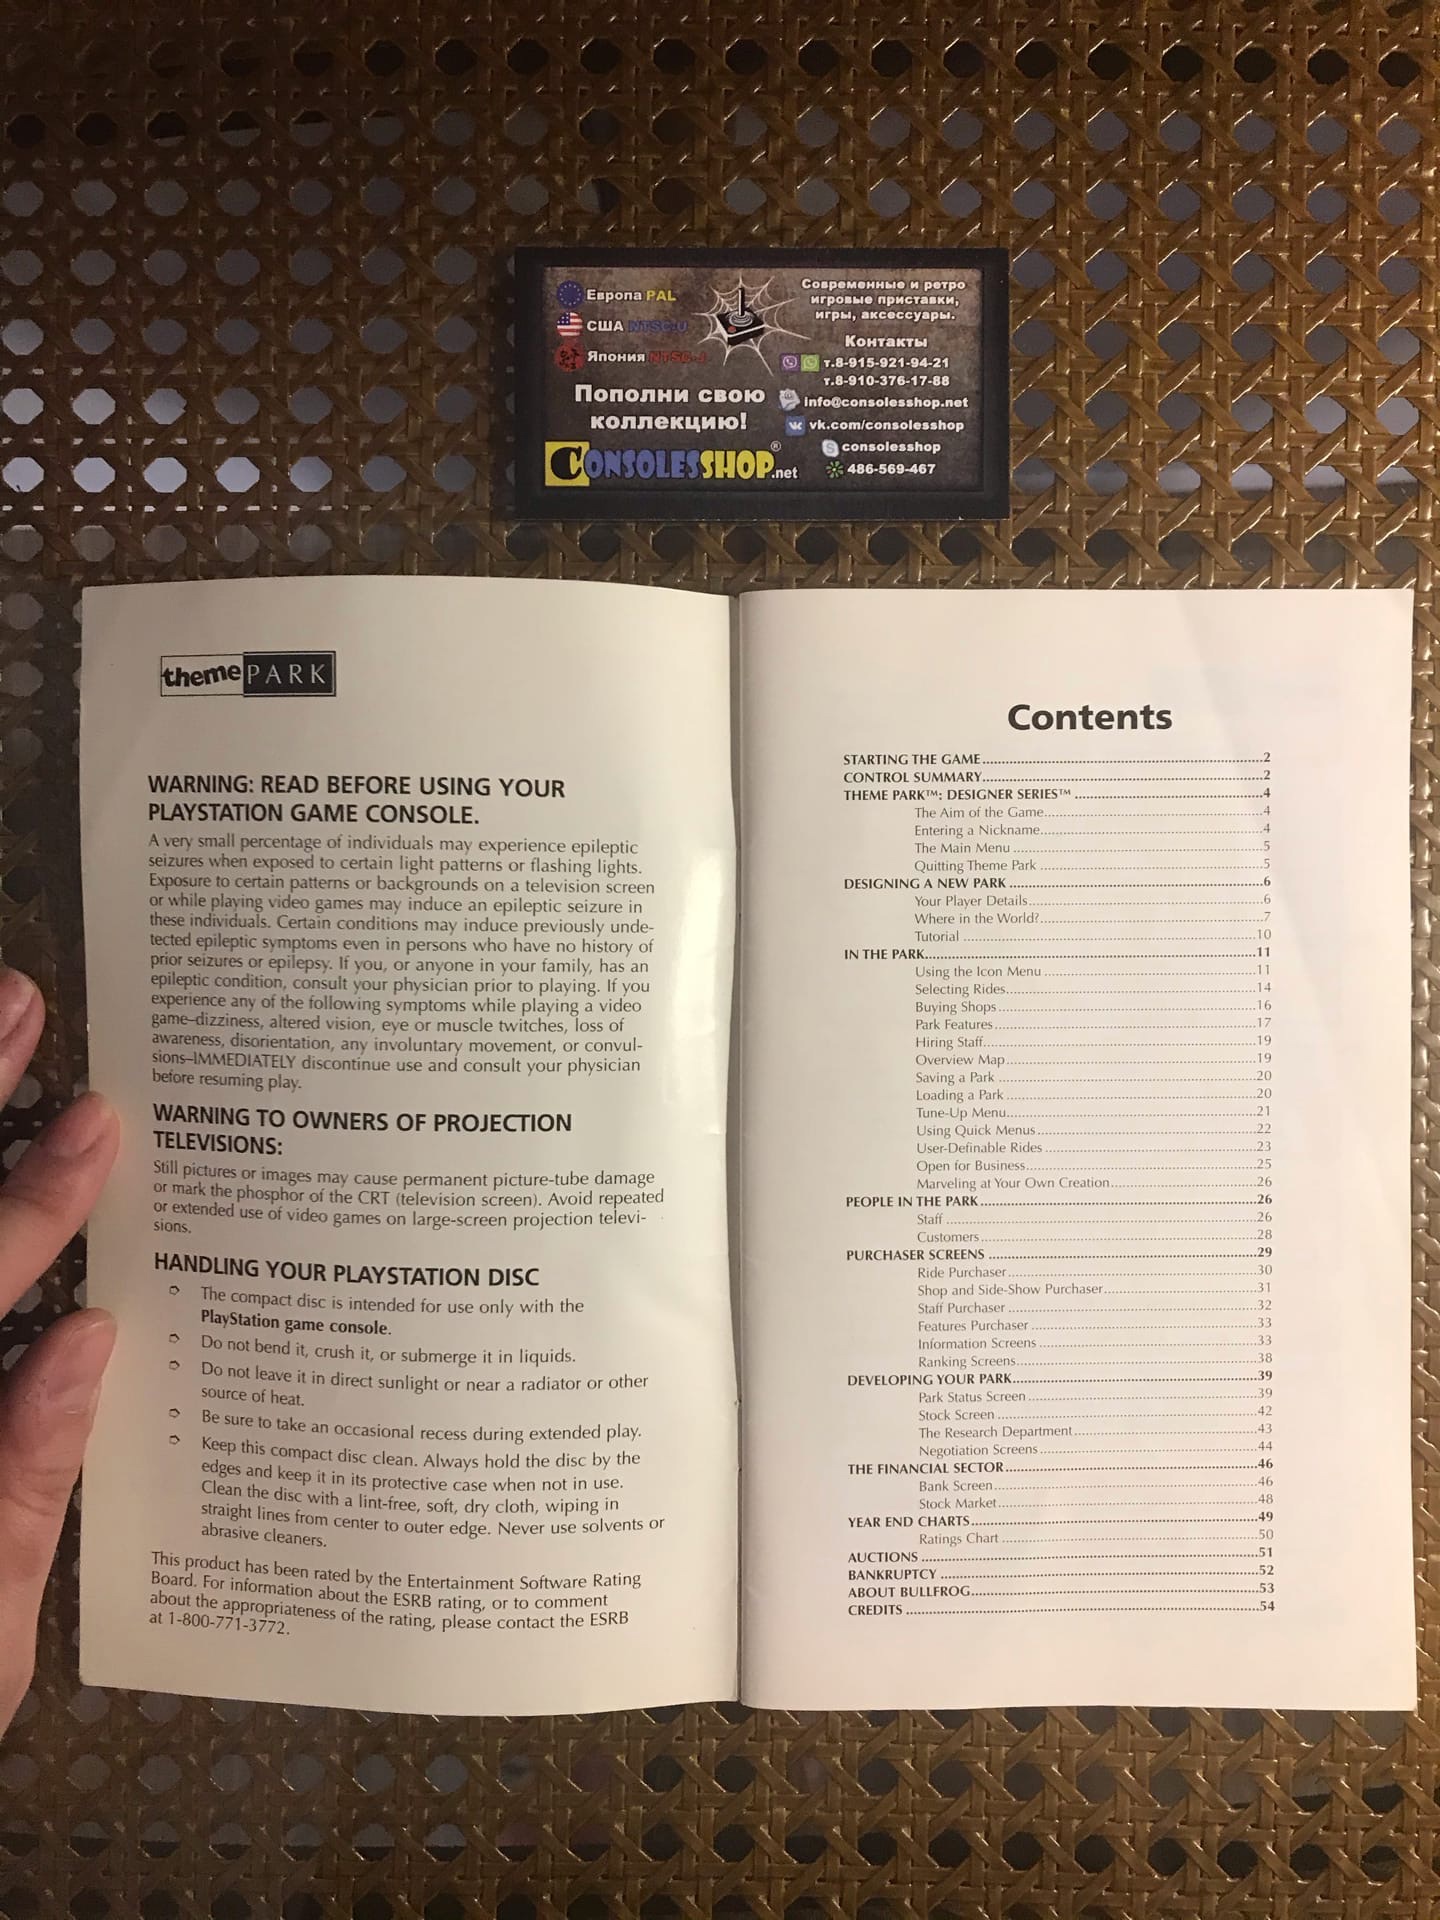 Европа PAL
США NTSC-U
Япония NTSC-J
Пополни свою
коллекцию!
CONSOLESSHOP.net
®
Современные и ретро
игровые приставки,
игры, аксессуары.
Контакты
т.8-915-921-94-21
т.8-910-376-17-88
info@consolesshop.net
vk.com/consolesshop
consolesshop
486-569-467
theme PARK
WARNING: READ BEFORE USING YOUR
PLAYSTATION GAME CONSOLE.
A very small percentage of individuals may experience epileptic
seizures when exposed to certain light patterns or flashing lights.
Exposure to certain patterns or backgrounds on a television screen
or while playing video games may induce an epileptic seizure in
these individuals. Certain conditions may induce previously unde-
tected epileptic symptoms even in persons who have no history of
prior seizures or epilepsy. If you, or anyone in your family, has an
epileptic condition, consult your physician prior to playing. If you
experience any of the following symptoms while playing a video
game–dizziness, altered vision, eye or muscle twitches, loss of
awareness, disorientation, any involuntary movement, or convul-
sions–IMMEDIATELY discontinue use and consult your physician
before resuming play.
WARNING TO OWNERS OF PROJECTION
TELEVISIONS:
Still pictures or images may cause permanent picture-tube damage
or mark the phosphor of the CRT (television screen). Avoid repeated
or extended use of video games on large-screen projection televi-
sions.
HANDLING YOUR PLAYSTATION DISC
➩ The compact disc is intended for use only with the
PlayStation game console.
➩ Do not bend it, crush it, or submerge it in liquids.
➩ Do not leave it in direct sunlight or near a radiator or other
source of heat.
➩ Be sure to take an occasional recess during extended play.
➩ Keep this compact disc clean. Always hold the disc by the
edges and keep it in its protective case when not in use.
Clean the disc with a lint-free, soft, dry cloth, wiping in
straight lines from center to outer edge. Never use solvents or
abrasive cleaners.
This product has been rated by the Entertainment Software Rating
Board. For information about the ESRB rating, or to comment
about the appropriateness of the rating, please contact the ESRB
at 1-800-771-3772.
Contents
STARTING THE GAME.....2
CONTROL SUMMARY.....2
THEME PARK™: DESIGNER SERIES™.....4
The Aim of the Game.....4
Entering a Nickname.....4
The Main Menu.....5
Quitting Theme Park.....5
DESIGNING A NEW PARK.....6
Your Player Details.....6
Where in the World?.....7
Tutorial.....10
IN THE PARK.....11
Using the Icon Menu.....11
Selecting Rides.....14
Buying Shops.....16
Park Features.....17
Hiring Staff.....19
Overview Map.....19
Saving a Park.....20
Loading a Park.....20
Tune-Up Menu.....21
Using Quick Menus.....22
User-Definable Rides.....23
Open for Business.....25
Marveling at Your Own Creation.....26
PEOPLE IN THE PARK.....26
Staff.....26
Customers.....28
PURCHASER SCREENS.....29
Ride Purchaser.....30
Shop and Side-Show Purchaser.....31
Staff Purchaser.....32
Features Purchaser.....33
Information Screens.....33
Ranking Screens.....38
DEVELOPING YOUR PARK.....39
Park Status Screen.....39
Stock Screen.....42
The Research Department.....43
Negotiation Screens.....44
THE FINANCIAL SECTOR.....46
Bank Screen.....46
Stock Market.....48
YEAR END CHARTS.....49
Ratings Chart.....50
AUCTIONS.....51
BANKRUPTCY.....52
ABOUT BULLFROG.....53
CREDITS.....54